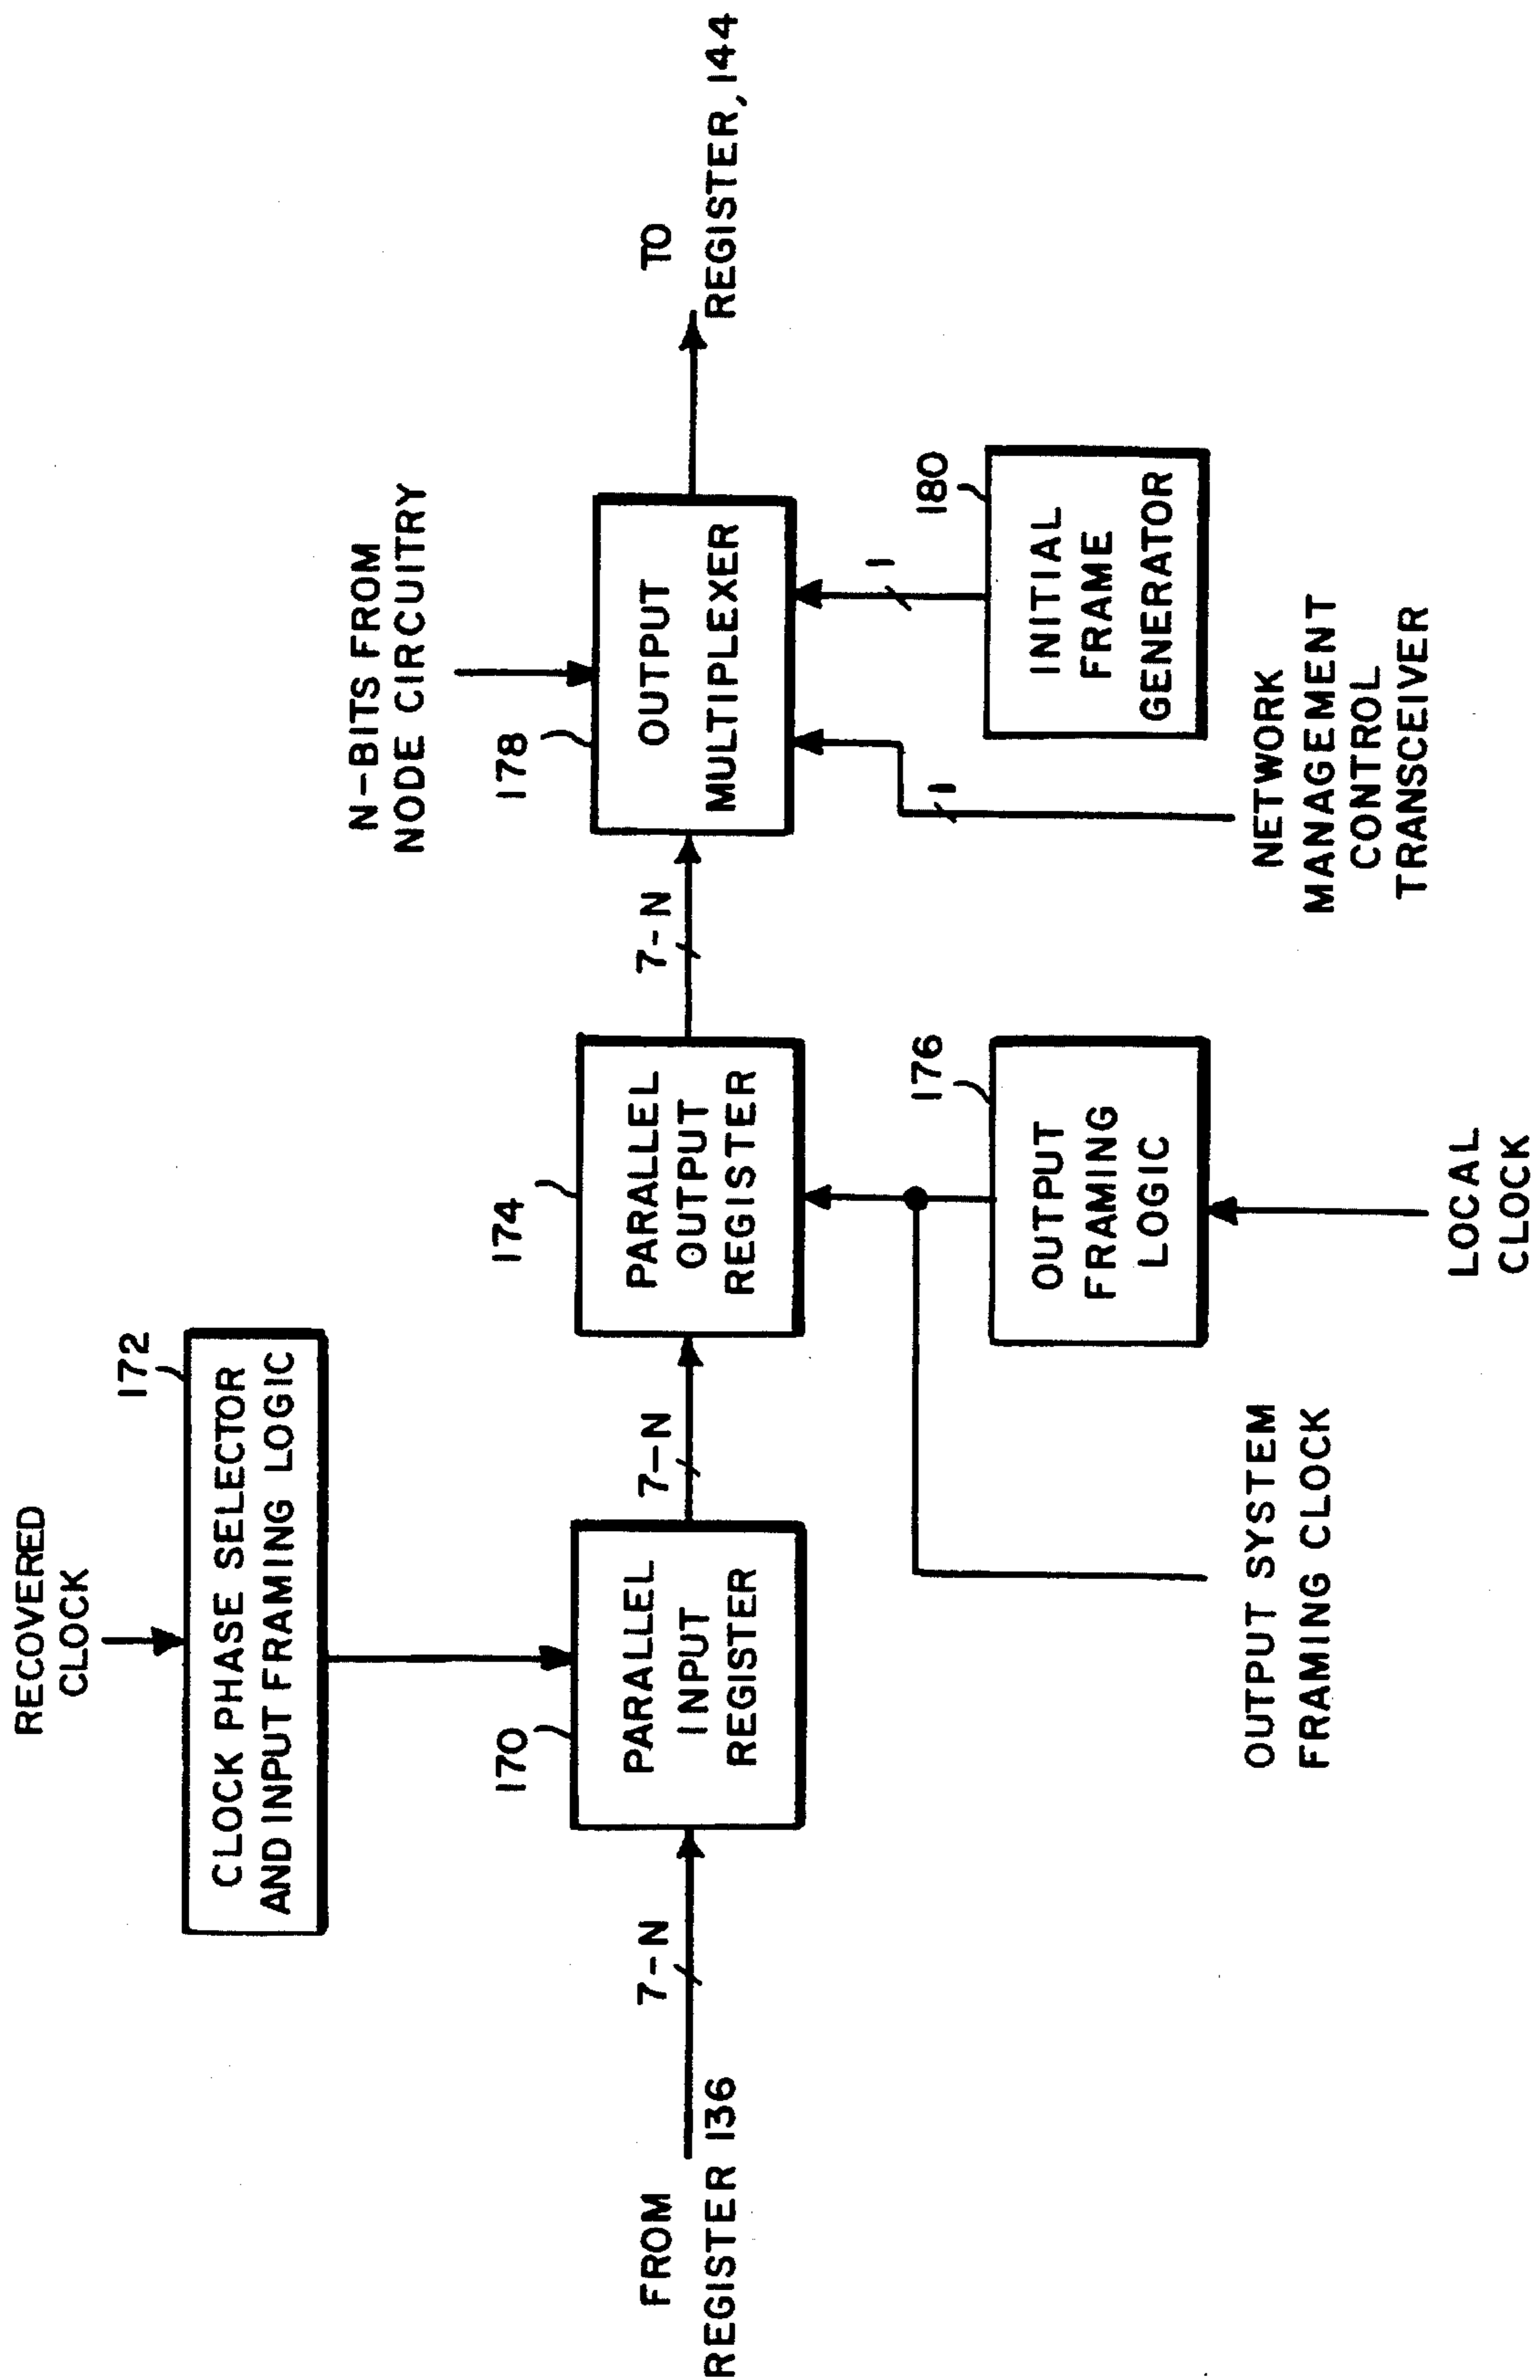 RECOVERED
CLOCK
172
CLOCK PHASE SELECTOR
AND INPUT FRAMING LOGIC
FROM
REGISTER 136
7-N
170
PARALLEL
INPUT
REGISTER
7-N
174
PARALLEL
OUTPUT
REGISTER
7-N
N-BITS FROM
NODE CIRCUITRY
178
OUTPUT
MULTIPLEXER
TO
REGISTER, 144
OUTPUT SYSTEM
FRAMING CLOCK
176
OUTPUT
FRAMING
LOGIC
LOCAL
CLOCK
1
NETWORK
MANAGEMENT
CONTROL
TRANSCEIVER
1
180
INITIAL
FRAME
GENERATOR